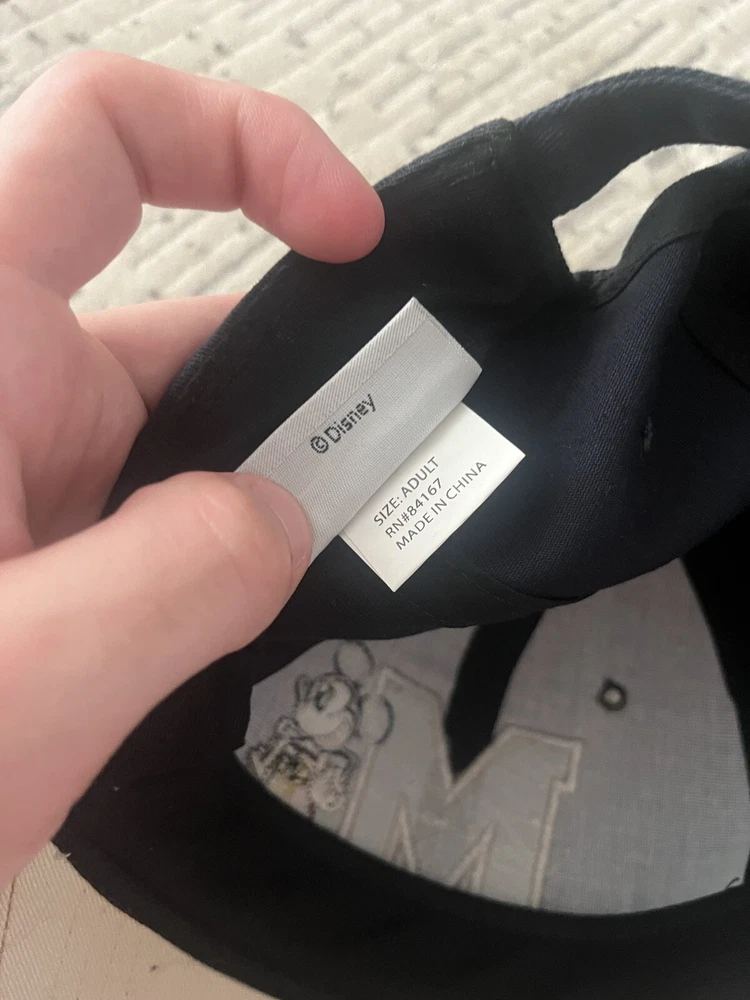 ©Disney
SIZE: ADULT
RN#84167
MADE IN CHINA
M